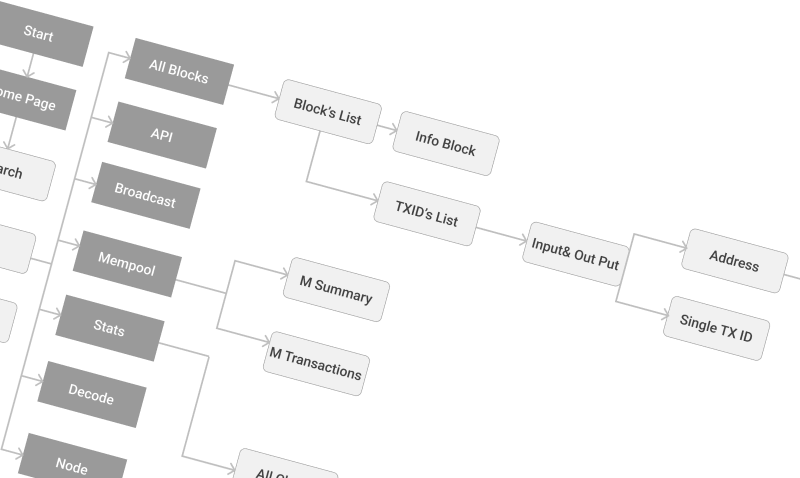 Start
ome Page
arch
All Blocks
API
Broadcast
Mempool
Stats
Decode
Node
Block's List
Info Block
TXID's List
Input& Out Put
Address
Single TX ID
M Summary
M Transactions
All